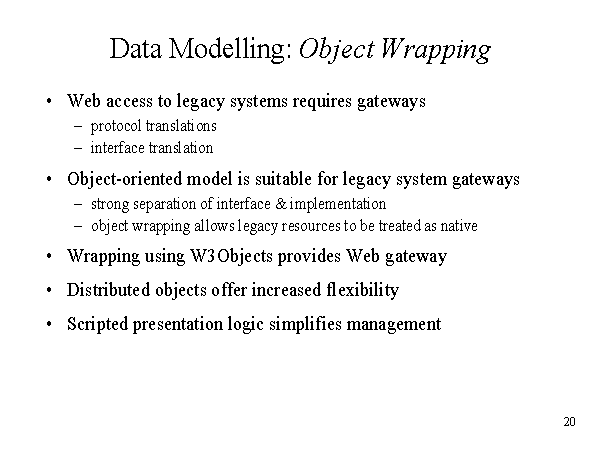 Data Modelling: Object Wrapping
• Web access to legacy systems requires gateways
– protocol translations
– interface translation
• Object-oriented model is suitable for legacy system gateways
– strong separation of interface & implementation
– object wrapping allows legacy resources to be treated as native
• Wrapping using W3Objects provides Web gateway
• Distributed objects offer increased flexibility
• Scripted presentation logic simplifies management
20